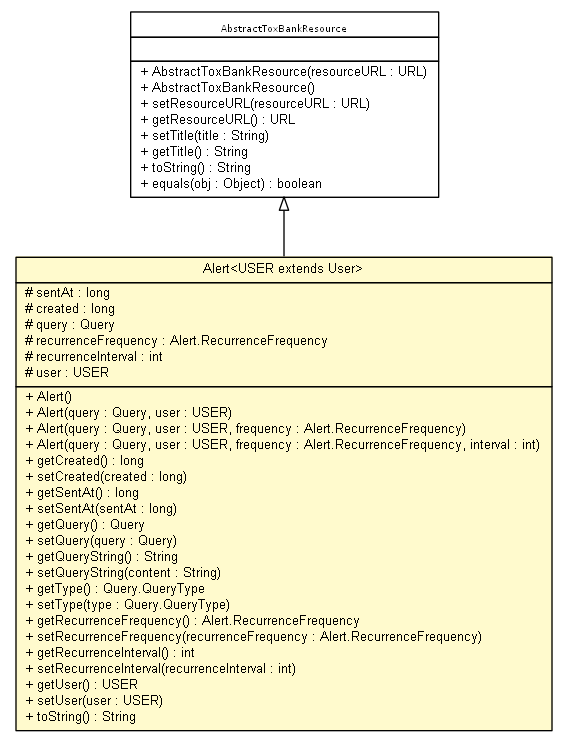 AbstractToxBankResource
+ AbstractToxBankResource(resourceURL : URL)
+ AbstractToxBankResource()
+ setResourceURL(resourceURL : URL)
+ getResourceURL() : URL
+ setTitle(title : String)
+ getTitle() : String
+ toString() : String
+ equals(obj : Object) : boolean
Alert<USER extends User>
# sentAt : long
# created : long
# query : Query
# recurrenceFrequency : Alert.RecurrenceFrequency
# recurrenceInterval : int
# user : USER
+ Alert()
+ Alert(query : Query, user : USER)
+ Alert(query : Query, user : USER, frequency : Alert.RecurrenceFrequency)
+ Alert(query : Query, user : USER, frequency : Alert.RecurrenceFrequency, interval : int)
+ getCreated() : long
+ setCreated(created : long)
+ getSentAt() : long
+ setSentAt(sentAt : long)
+ getQuery() : Query
+ setQuery(query : Query)
+ getQueryString() : String
+ setQueryString(content : String)
+ getType() : Query.QueryType
+ setType(type : Query.QueryType)
+ getRecurrenceFrequency() : Alert.RecurrenceFrequency
+ setRecurrenceFrequency(recurrenceFrequency : Alert.RecurrenceFrequency)
+ getRecurrenceInterval() : int
+ setRecurrenceInterval(recurrenceInterval : int)
+ getUser() : USER
+ setUser(user : USER)
+ toString() : String